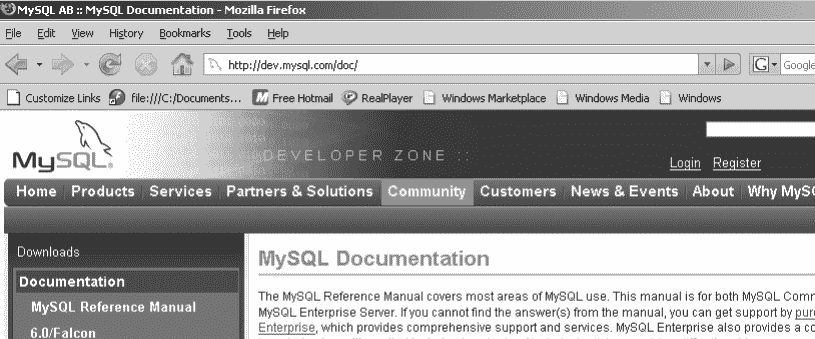 MySQL AB :: MySQL Documentation - Mozilla Firefox
File Edit View History Bookmarks Tools Help
http://dev.mysql.com/doc/ G Google
Customize Links file:///C:/Documents... Free Hotmail RealPlayer Windows Marketplace Windows Media Windows
MySQL®
DEVELOPER ZONE ::
Login Register
Home Products Services Partners & Solutions Community Customers News & Events About Why MySQ
Downloads
Documentation
MySQL Reference Manual
6.0/Falcon
MySQL Documentation
The MySQL Reference Manual covers most areas of MySQL use. This manual is for both MySQL Comm
MySQL Enterprise Server. If you cannot find the answer(s) from the manual, you can get support by pur
Enterprise, which provides comprehensive support and services. MySQL Enterprise also provides a co